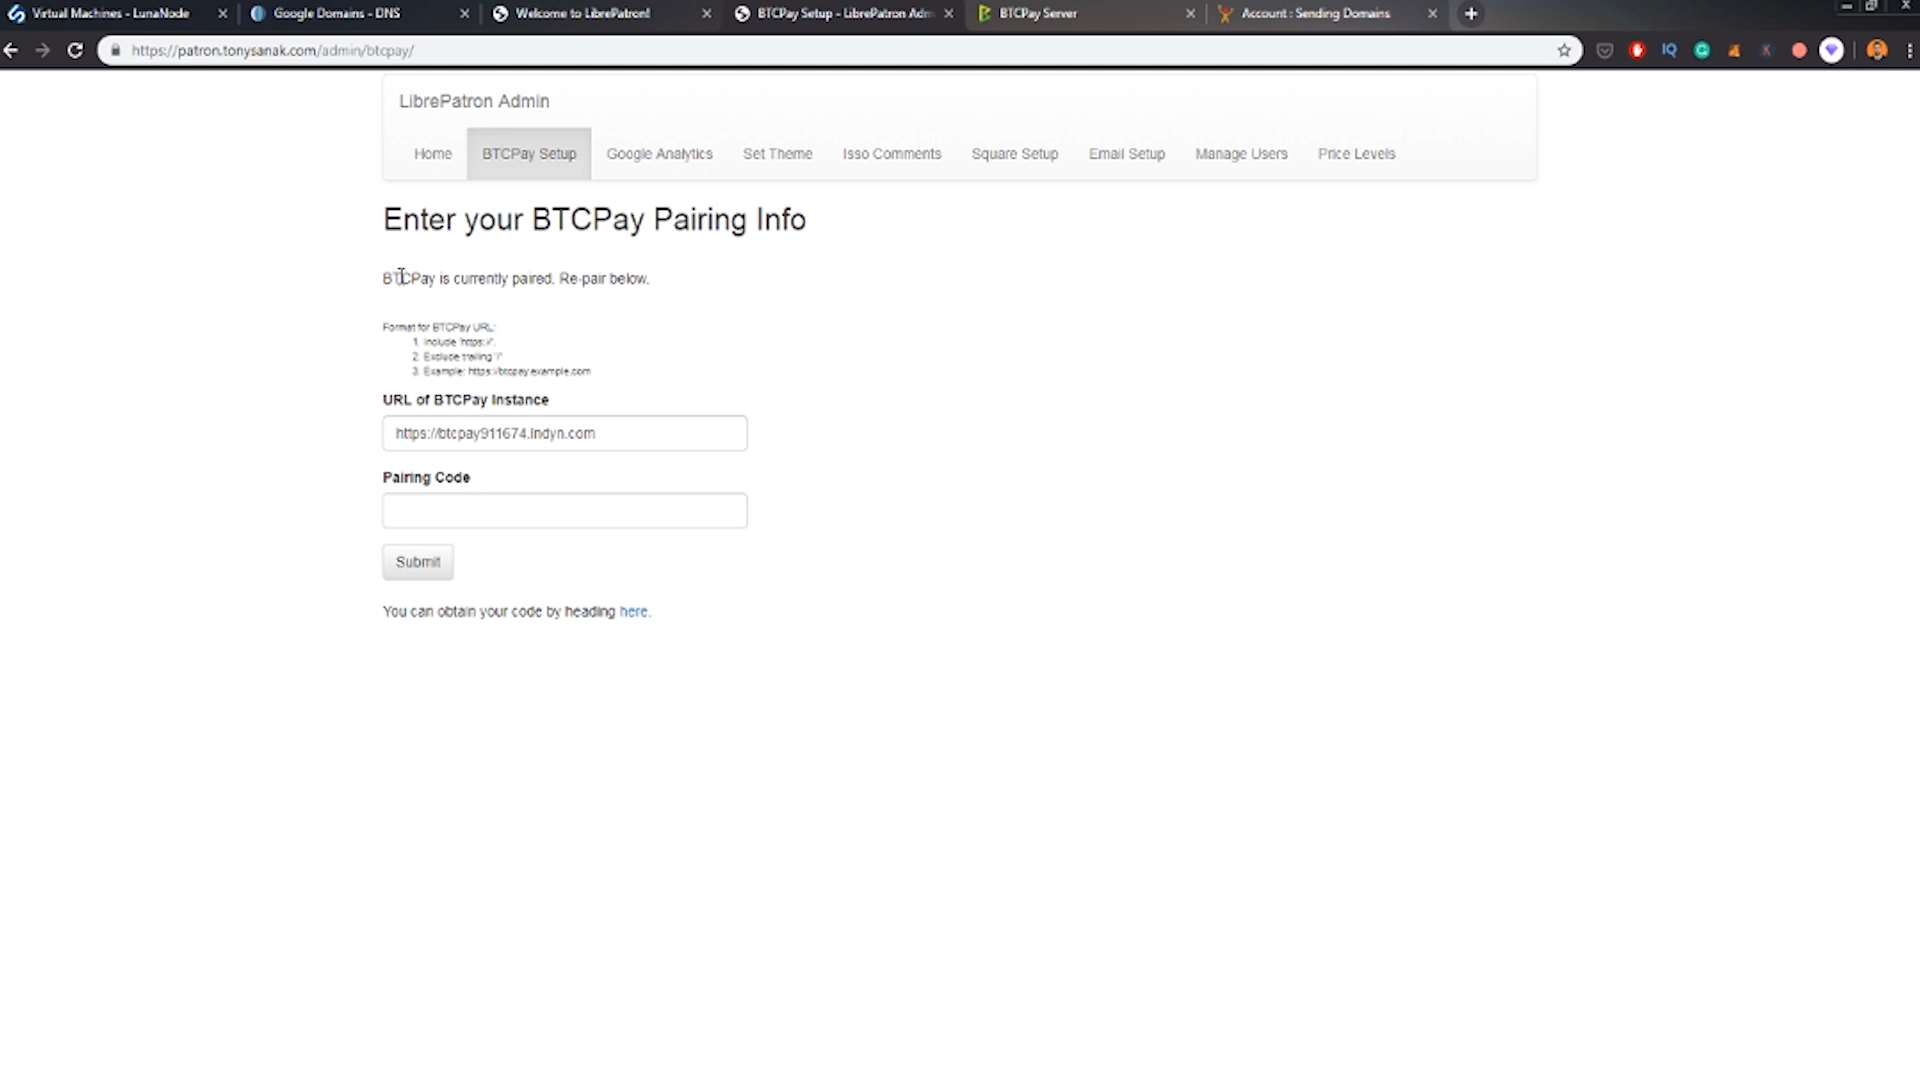 Virtual Machines - LunaNode
Google Domains - DNS
Welcome to LibrePatron!
BTCPay Setup - LibrePatron Adm
BTCPay Server
Account : Sending Domains
https://patron.tonysanak.com/admin/btcpay/
LibrePatron Admin
Home
BTCPay Setup
Google Analytics
Set Theme
Isso Comments
Square Setup
Email Setup
Manage Users
Price Levels
Enter your BTCPay Pairing Info
BTCPay is currently paired. Re-pair below.
Format for BTCPay URL:
1. Include 'https://'.
2. Exclude trailing '/'
3. Example: https://btcpay.example.com
URL of BTCPay Instance
https://btcpay911674.lndyn.com
Pairing Code
Submit
You can obtain your code by heading here.